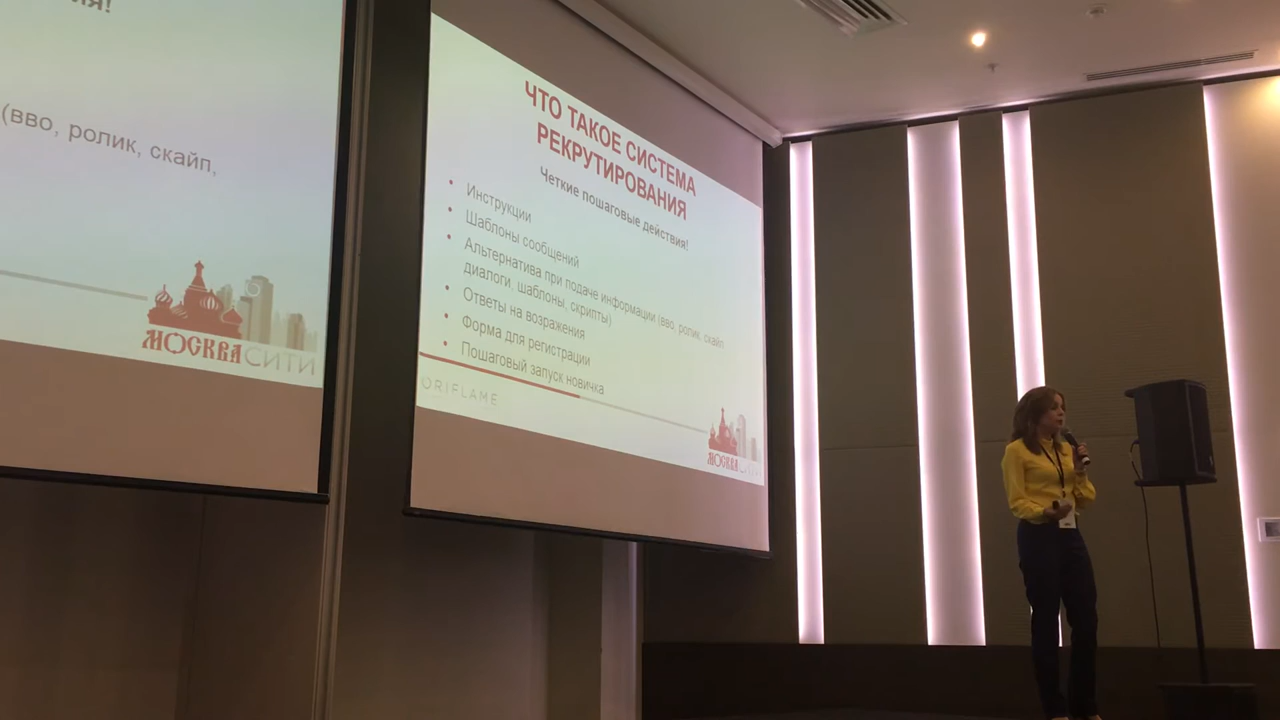 (вво, ролик, скайп,
МОСКВА СИТИ
ЧТО ТАКОЕ СИСТЕМА
РЕКРУТИРОВАНИЯ
Четкие пошаговые действия!
• Инструкции
• Шаблоны сообщений
• Альтернатива при подаче информации (вво, ролик, скайп
диалоги, шаблоны, скрипты)
• Ответы на возражения
• Форма для регистрации
• Пошаговый запуск новичка
ORIFLAME
МОСКВА СИТИ